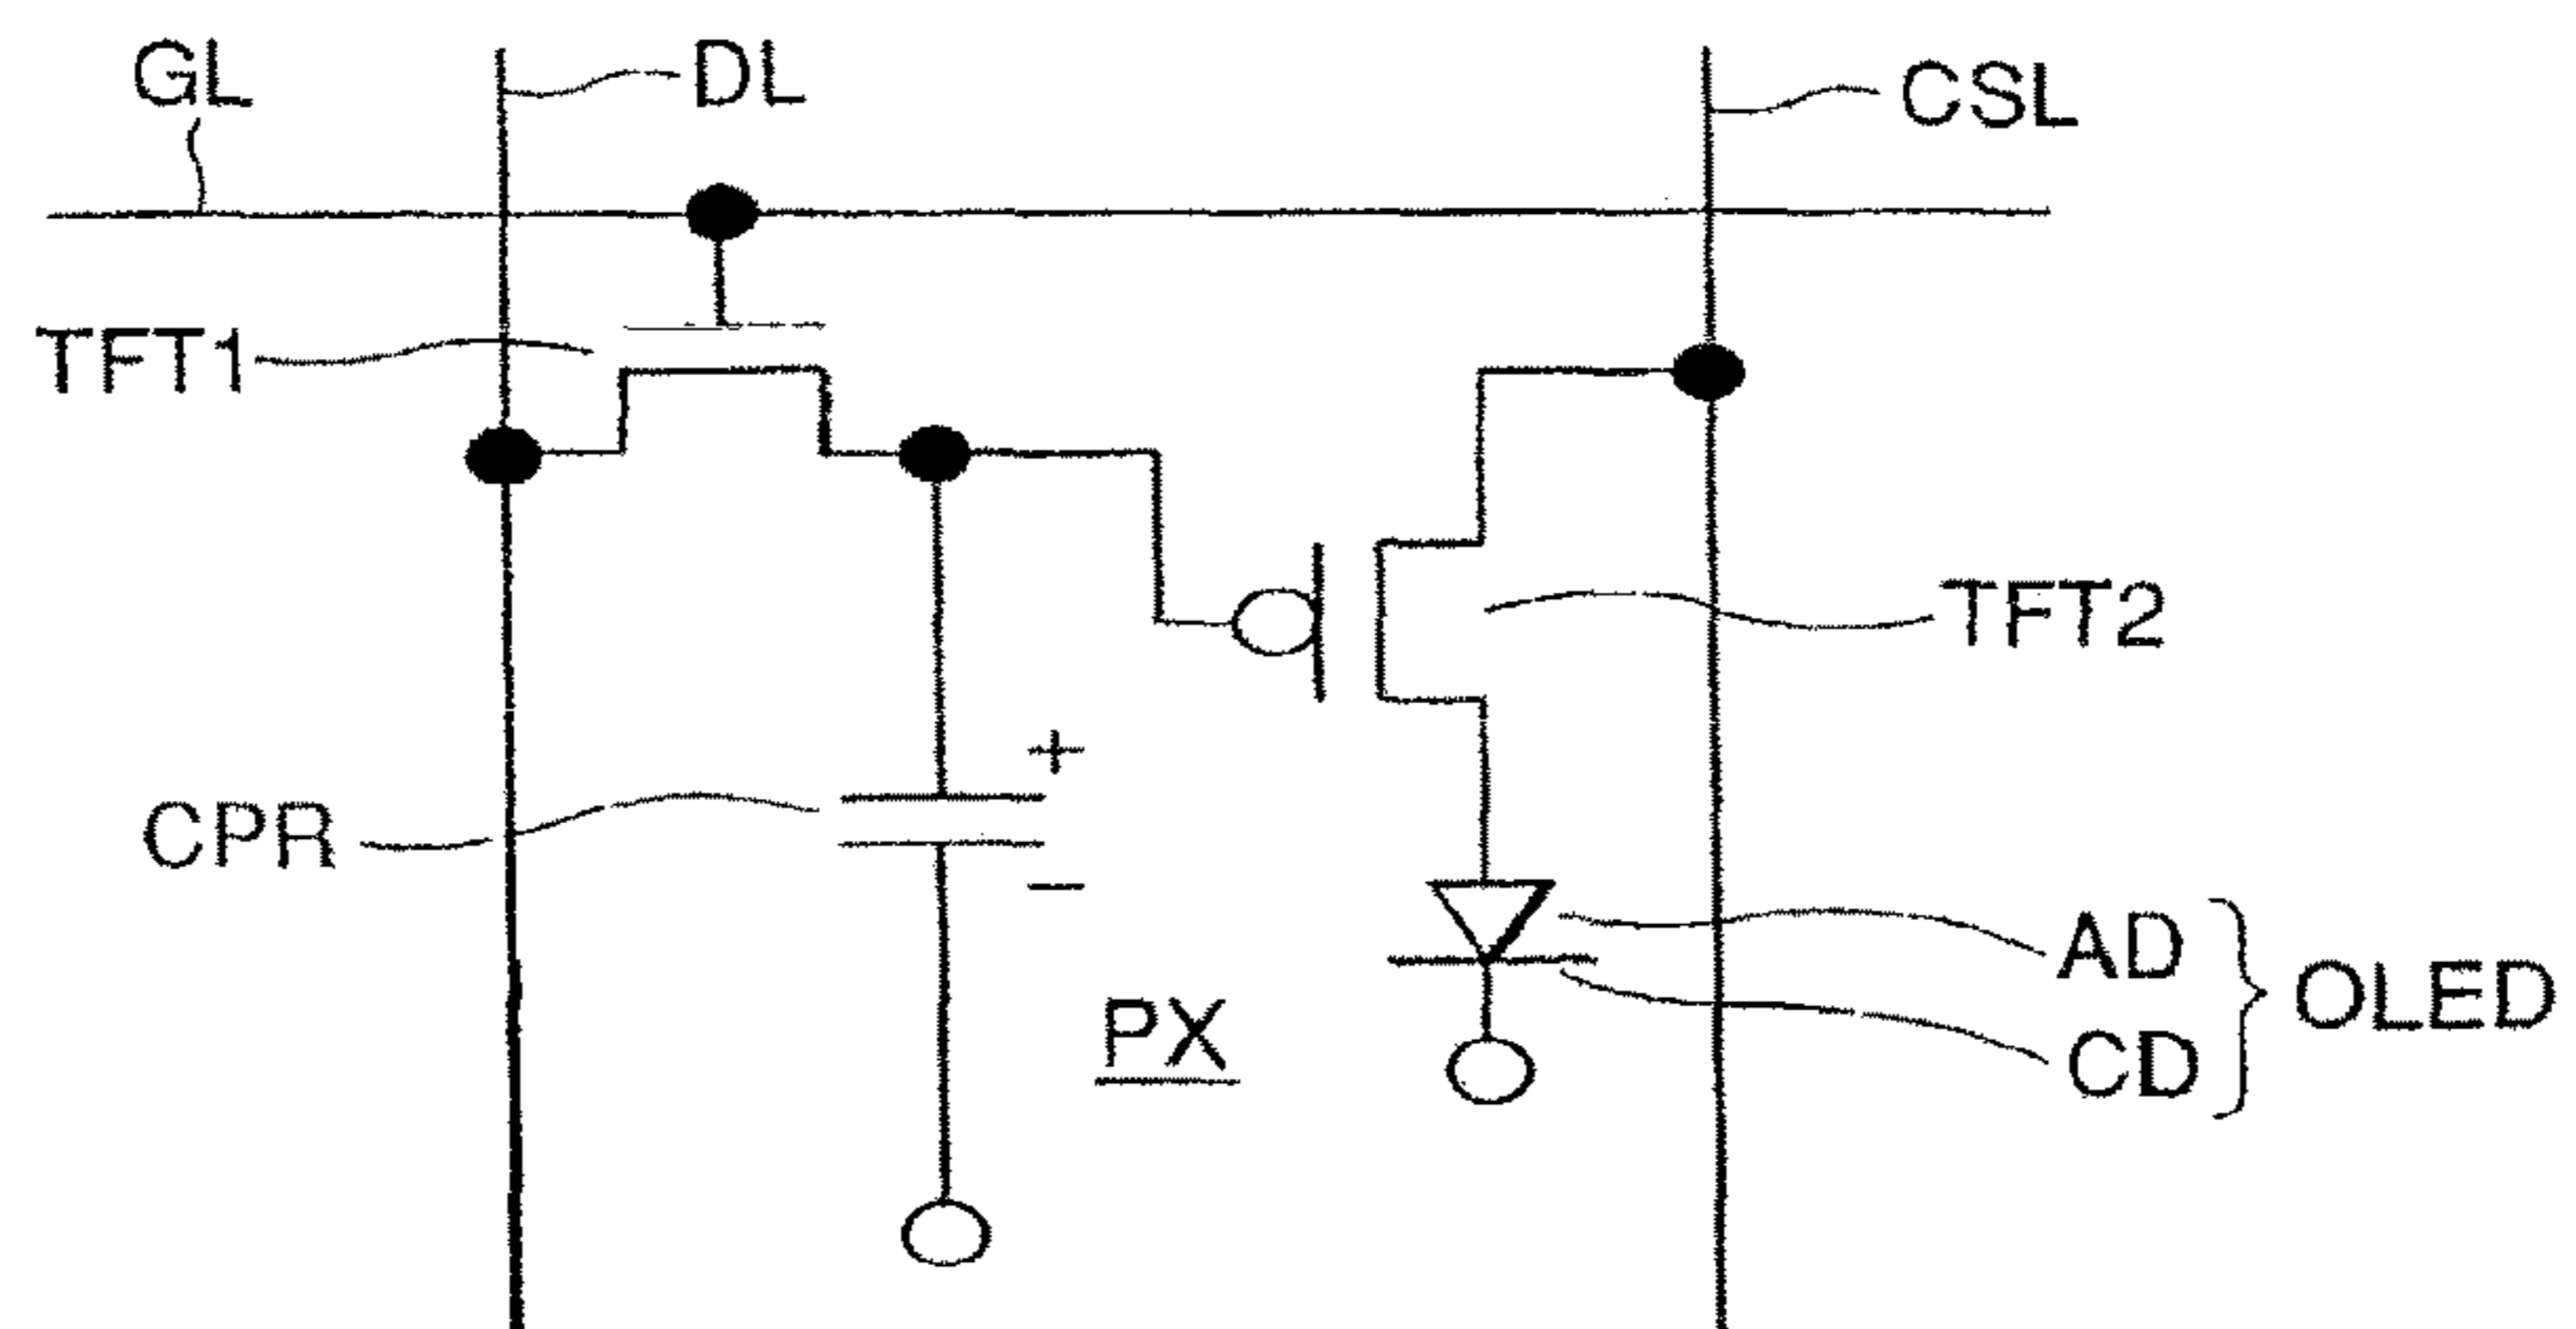 GL
DL
CSL
TFT1
TFT2
+
CPR
−
AD
OLED
PX
CD